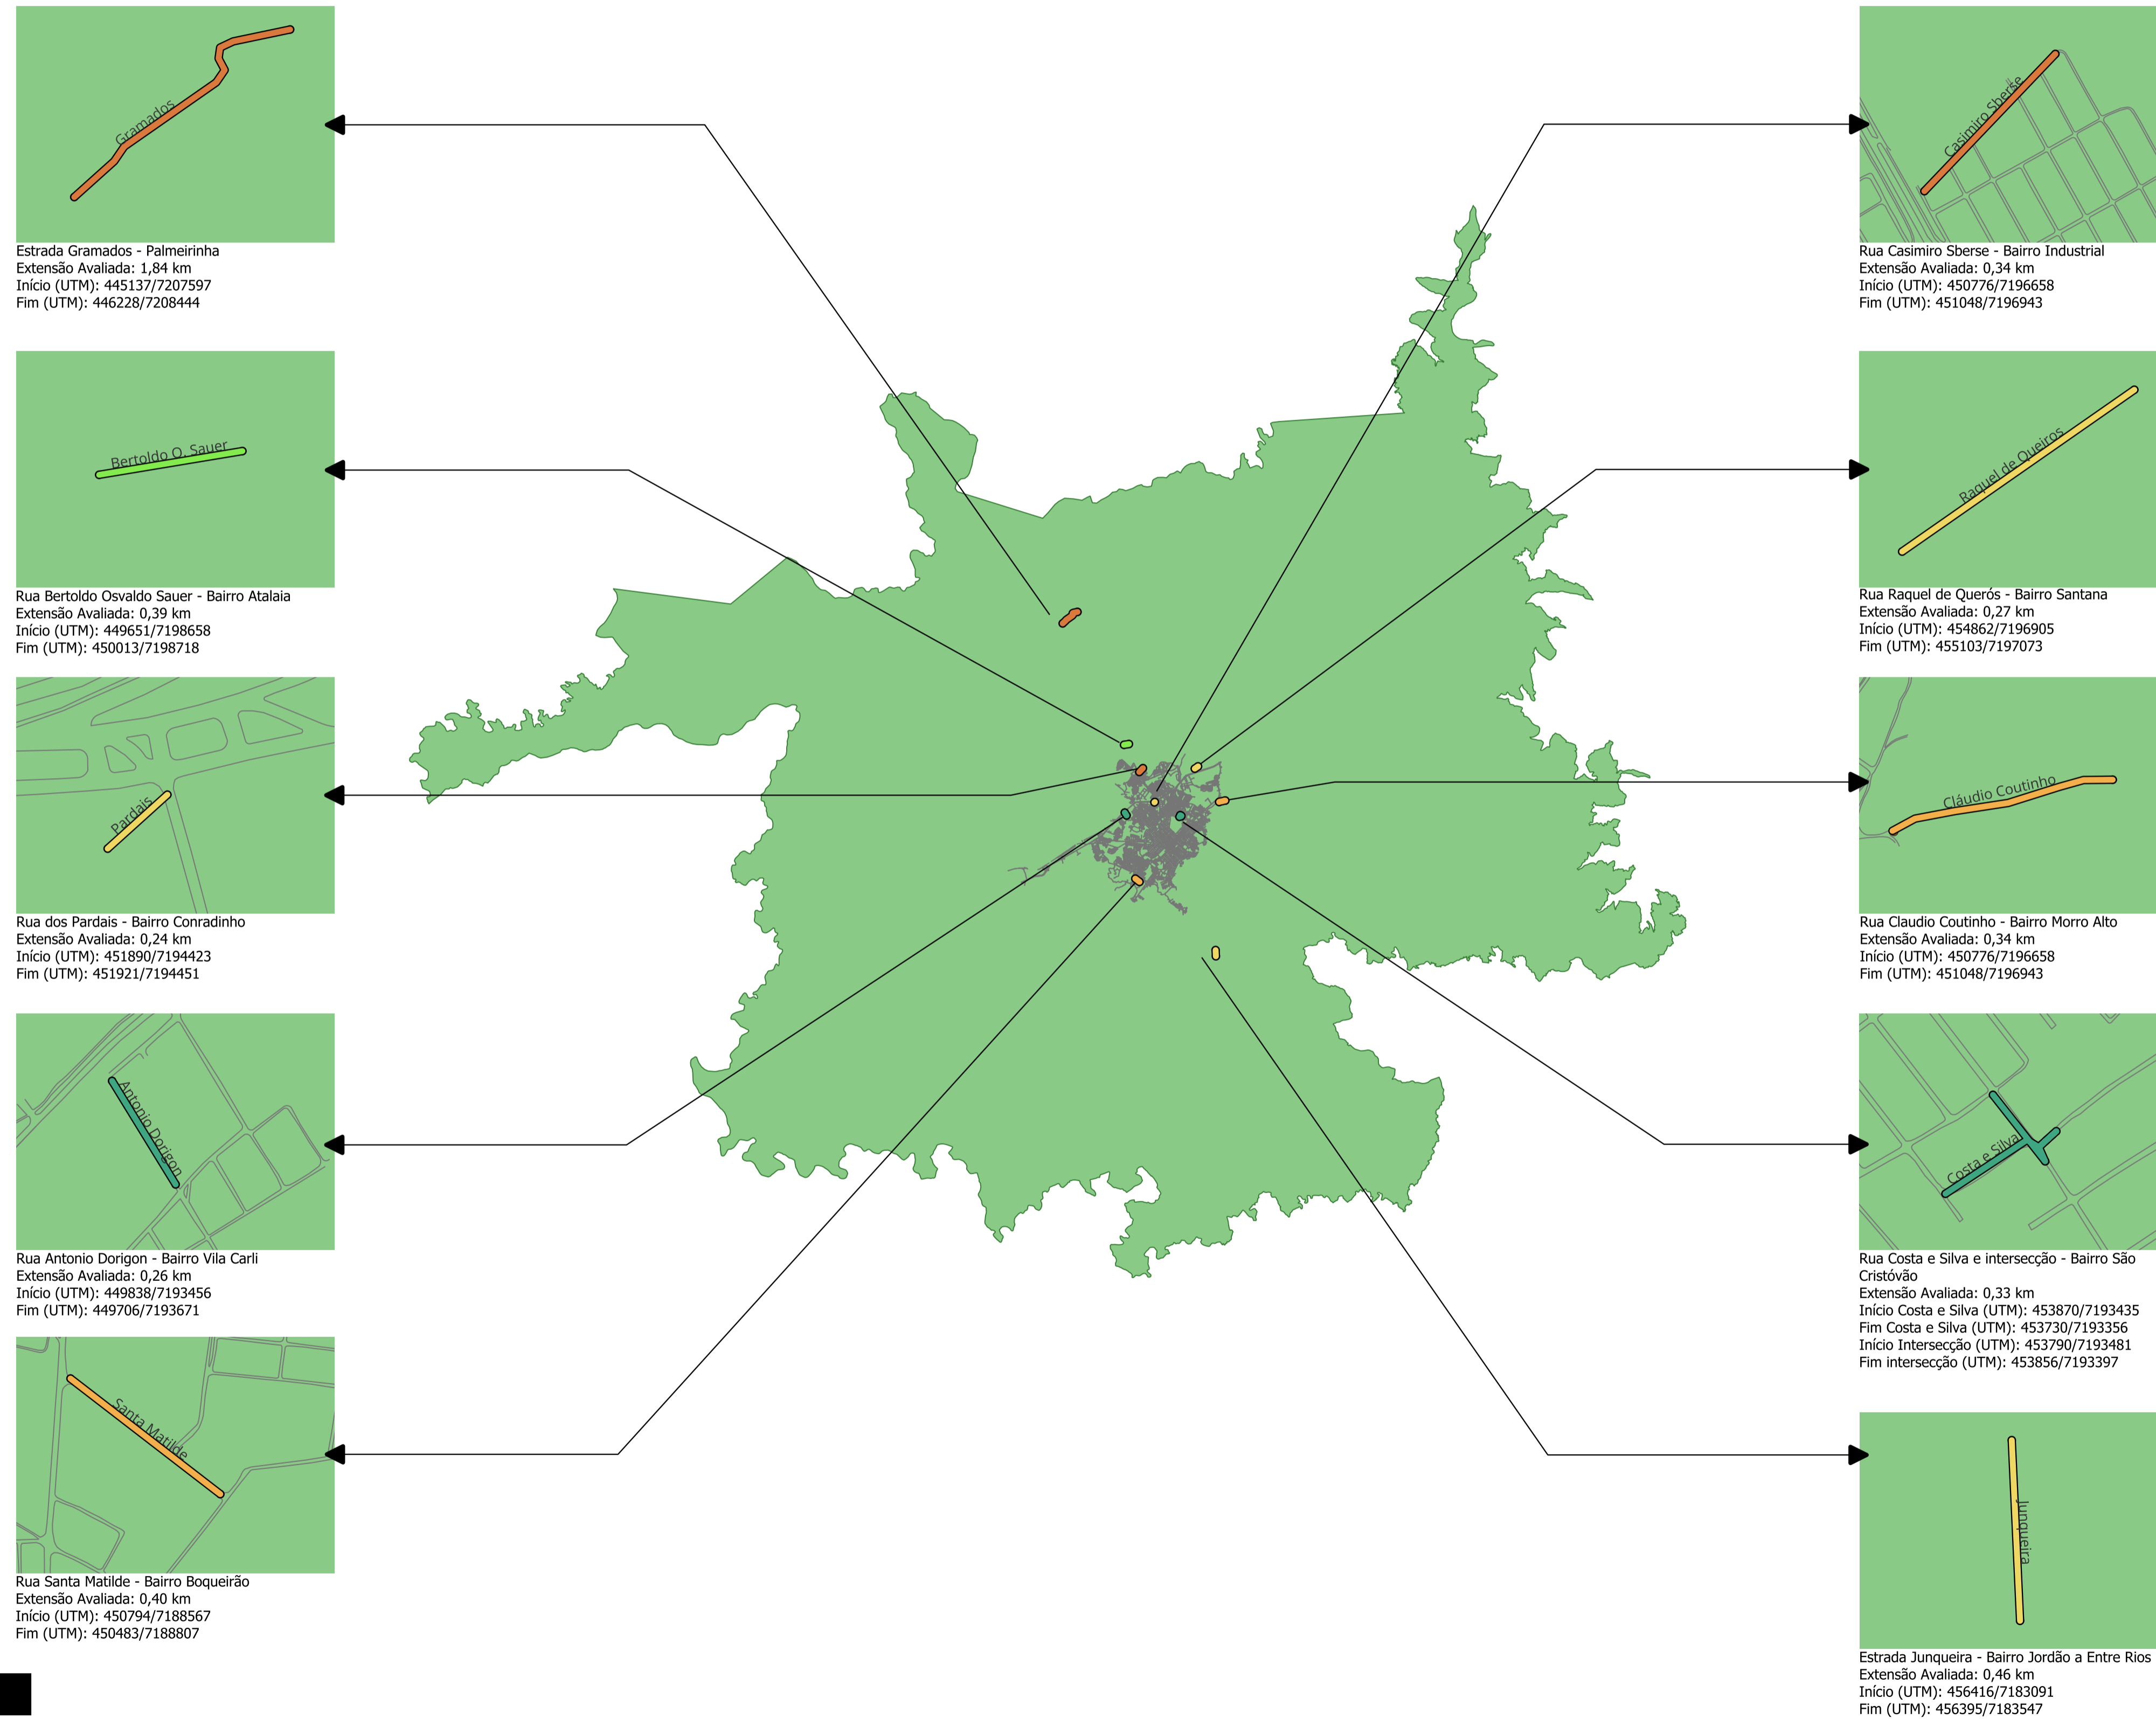 Gramados
Estrada Gramados - Palmeirinha
Extensão Avaliada: 1,84 km
Início (UTM): 445137/7207597
Fim (UTM): 446228/7208444
Bertoldo O. Sauer
Rua Bertoldo Osvaldo Sauer - Bairro Atalaia
Extensão Avaliada: 0,39 km
Início (UTM): 449651/7198658
Fim (UTM): 450013/7198718
Pardais
Rua dos Pardais - Bairro Conradinho
Extensão Avaliada: 0,24 km
Início (UTM): 451890/7194423
Fim (UTM): 451921/7194451
Antonio Dorigon
Rua Antonio Dorigon - Bairro Vila Carli
Extensão Avaliada: 0,26 km
Início (UTM): 449838/7193456
Fim (UTM): 449706/7193671
Santa Matilde
Rua Santa Matilde - Bairro Boqueirão
Extensão Avaliada: 0,40 km
Início (UTM): 450794/7188567
Fim (UTM): 450483/7188807
Casimiro Sberse
Rua Casimiro Sberse - Bairro Industrial
Extensão Avaliada: 0,34 km
Início (UTM): 450776/7196658
Fim (UTM): 451048/7196943
Raquel de Queiros
Rua Raquel de Querós - Bairro Santana
Extensão Avaliada: 0,27 km
Início (UTM): 454862/7196905
Fim (UTM): 455103/7197073
Cláudio Coutinho
Rua Claudio Coutinho - Bairro Morro Alto
Extensão Avaliada: 0,34 km
Início (UTM): 450776/7196658
Fim (UTM): 451048/7196943
Costa e Silva
Rua Costa e Silva e intersecção - Bairro São
Cristóvão
Extensão Avaliada: 0,33 km
Início Costa e Silva (UTM): 453870/7193435
Fim Costa e Silva (UTM): 453730/7193356
Início Intersecção (UTM): 453790/7193481
Fim intersecção (UTM): 453856/7193397
Junqueira
Estrada Junqueira - Bairro Jordão a Entre Rios
Extensão Avaliada: 0,46 km
Início (UTM): 456416/7183091
Fim (UTM): 456395/7183547